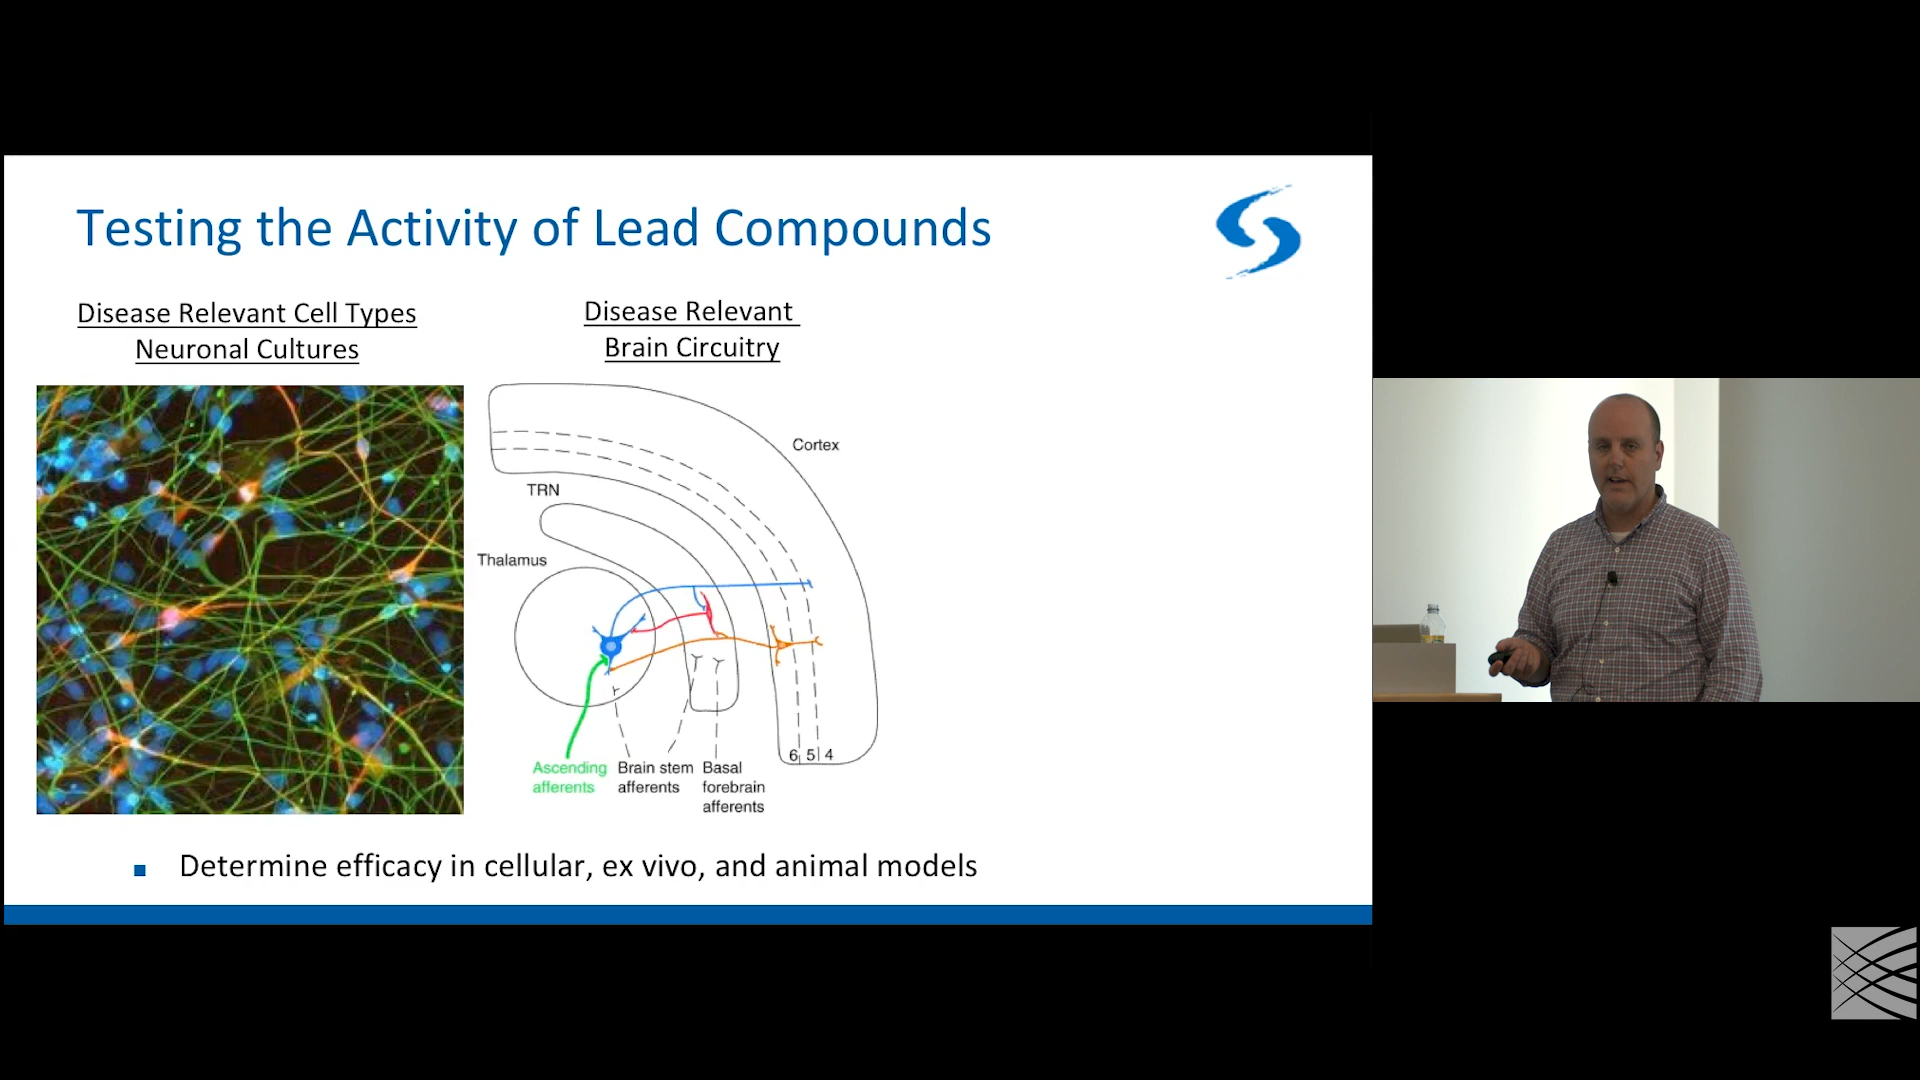 Testing the Activity of Lead Compounds
Disease Relevant Cell Types
Neuronal Cultures
Disease Relevant
Brain Circuitry
Cortex
TRN
Thalamus
6 5 4
Ascending
afferents
Brain stem
afferents
Basal
forebrain
afferents
Determine efficacy in cellular, ex vivo, and animal models